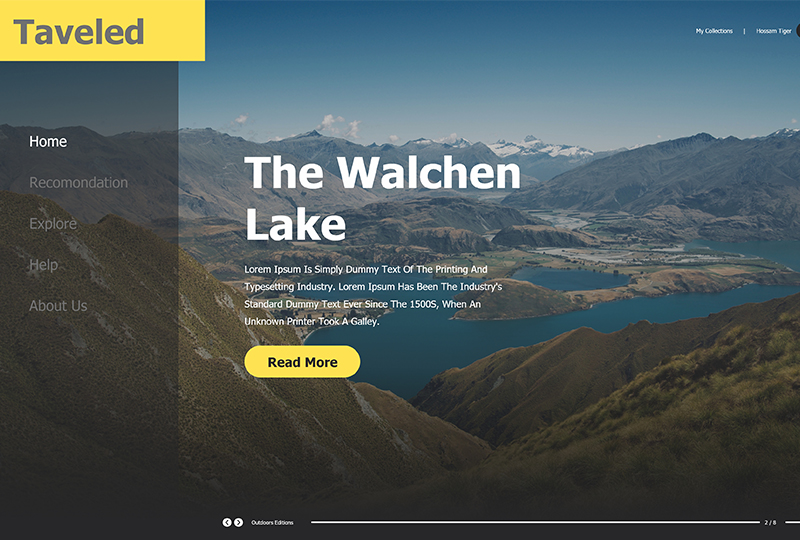 Taveled
My Collections | Hossem Tiger
Home
Recomondation
Explore
Help
About Us
The Walchen
Lake
Lorem Ipsum Is Simply Dummy Text Of The Printing And
Typesetting Industry. Lorem Ipsum Has Been The Industry's
Standard Dummy Text Ever Since The 1500S, When An
Unknown Printer Took A Galley.
Read More
Outdoors Editions
2 / 8